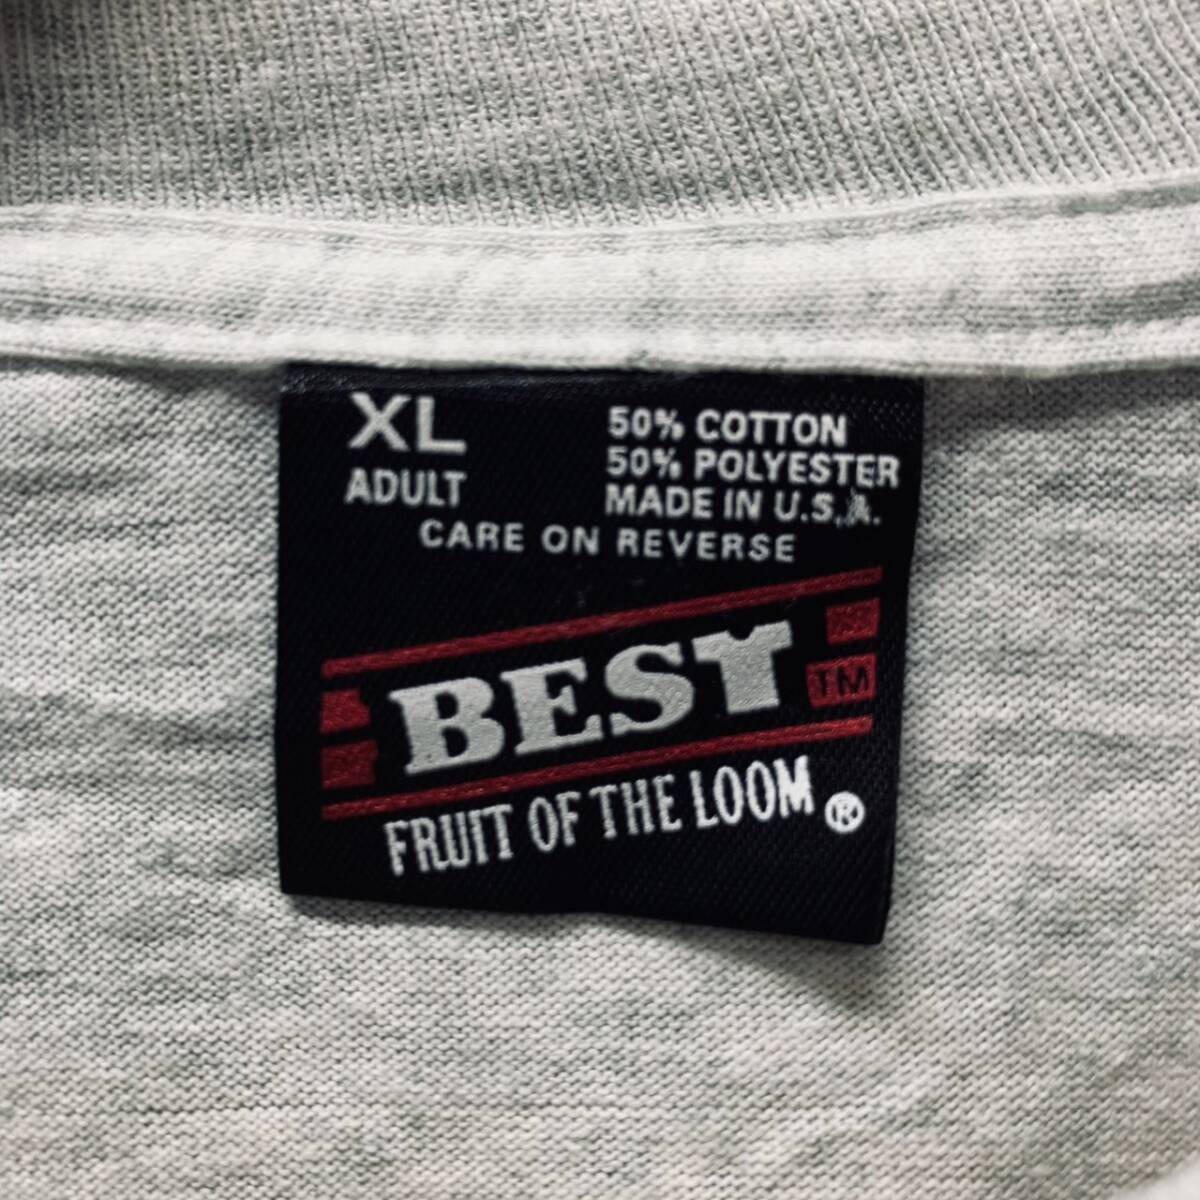 XL
ADULT
50% COTTON
50% POLYESTER
MADE IN U.S.A.
CARE ON REVERSE
BEST TM
FRUIT OF THE LOOM ®